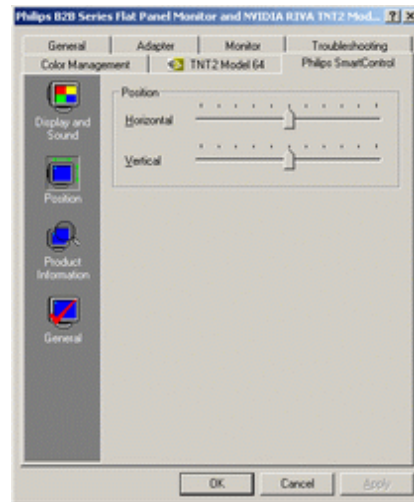 Philips B2B Series Flat Panel Monitor and NVIDIA RIVA TNT2 Mod...
General Adapter Monitor Troubleshooting
Color Management TNT2 Model 64 Philips SmartControl
Display and
Sound
Position
Product
Information
General
Position
Horizontal
Vertical
OK Cancel Apply